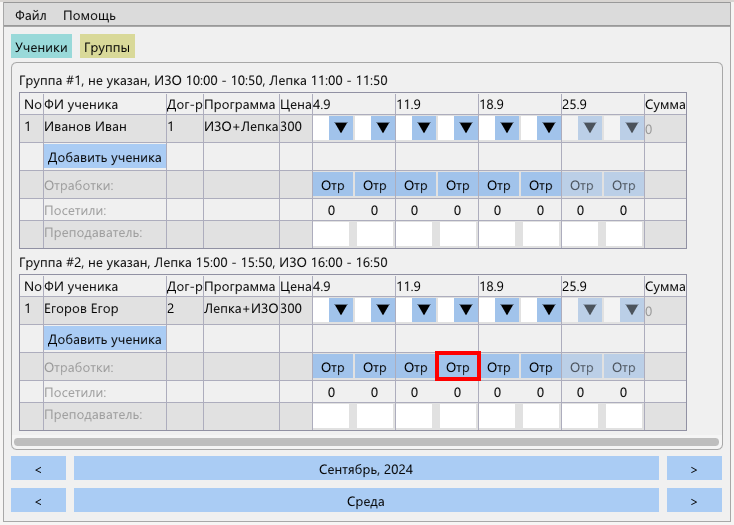 Файл Помощь
Ученики Группы
Группа #1, не указан, ИЗО 10:00 - 10:50, Лепка 11:00 - 11:50
No ФИ ученика Дог-р Программа Цена 4.9 11.9 18.9 25.9 Сумма
1 Иванов Иван 1 ИЗО+Лепка 300 0
Добавить ученика
Отработки: Отр Отр Отр Отр Отр Отр Отр Отр
Посетили: 0 0 0 0 0 0 0 0
Преподаватель:
Группа #2, не указан, Лепка 15:00 - 15:50, ИЗО 16:00 - 16:50
No ФИ ученика Дог-р Программа Цена 4.9 11.9 18.9 25.9 Сумма
1 Егоров Егор 2 Лепка+ИЗО 300 0
Добавить ученика
Отработки: Отр Отр Отр Отр Отр Отр Отр Отр
Посетили: 0 0 0 0 0 0 0 0
Преподаватель:
< Сентябрь, 2024 >
< Среда >